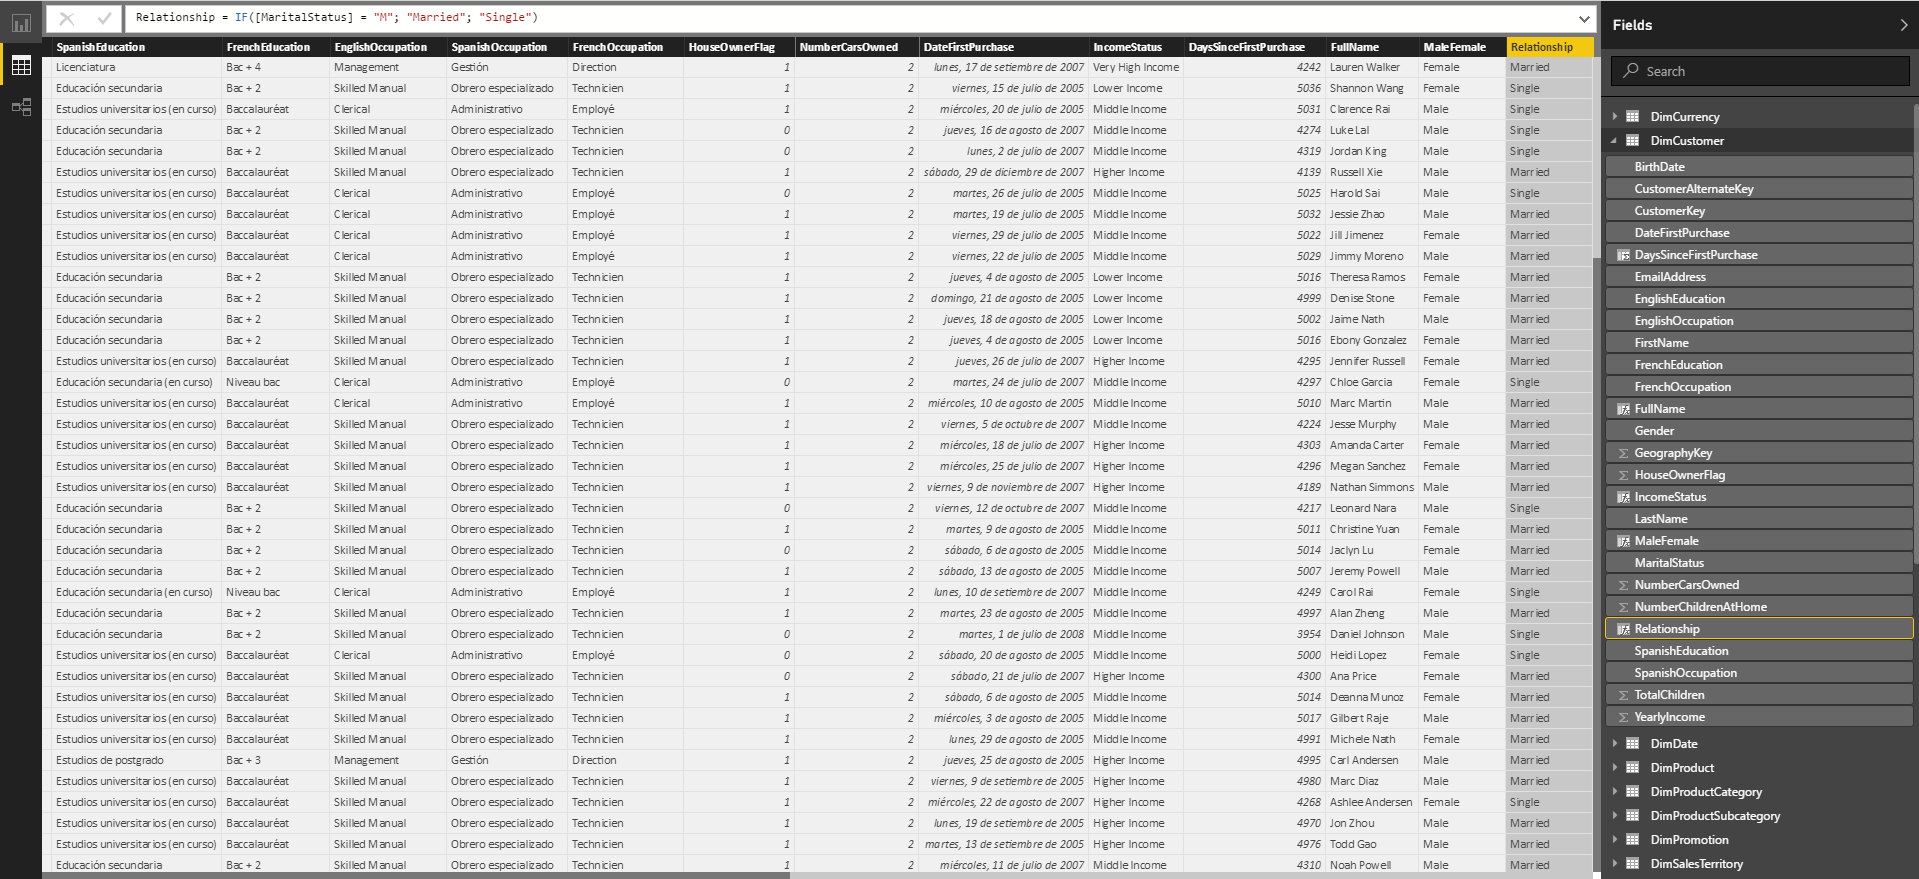 Relationship = IF([MaritalStatus] = "M"; "Married"; "Single")
SpanishEducation FrenchEducation EnglishOccupation SpanishOccupation FrenchOccupation HouseOwnerFlag NumberCarsOwned DateFirstPurchase IncomeStatus DaysSinceFirstPurchase FullName MaleFemale Relationship
Licenciatura Bac + 4 Management Gestión Direction 1 2 lunes, 17 de setiembre de 2007 Very High Income 4242 Lauren Walker Female Married
Educación secundaria Bac + 2 Skilled Manual Obrero especializado Technicien 1 2 viernes, 15 de julio de 2005 Lower Income 5036 Shannon Wang Female Single
Estudios universitarios (en curso) Baccalauréat Clerical Administrativo Employé 1 2 miércoles, 20 de julio de 2005 Middle Income 5031 Clarence Rai Male Single
Educación secundaria Bac + 2 Skilled Manual Obrero especializado Technicien 0 2 jueves, 16 de agosto de 2007 Middle Income 4274 Luke Lal Male Single
Educación secundaria Bac + 2 Skilled Manual Obrero especializado Technicien 0 2 lunes, 2 de julio de 2007 Middle Income 4319 Jordan King Male Single
Estudios universitarios (en curso) Baccalauréat Skilled Manual Obrero especializado Technicien 1 2 sábado, 29 de diciembre de 2007 Higher Income 4139 Russell Xie Male Married
Estudios universitarios (en curso) Baccalauréat Clerical Administrativo Employé 0 2 martes, 26 de julio de 2005 Middle Income 5025 Harold Sai Male Single
Estudios universitarios (en curso) Baccalauréat Clerical Administrativo Employé 1 2 martes, 19 de julio de 2005 Middle Income 5032 Jessie Zhao Male Married
Estudios universitarios (en curso) Baccalauréat Clerical Administrativo Employé 1 2 viernes, 29 de julio de 2005 Middle Income 5022 Jill Jimenez Female Married
Estudios universitarios (en curso) Baccalauréat Clerical Administrativo Employé 1 2 viernes, 22 de julio de 2005 Middle Income 5029 Jimmy Moreno Male Married
Educación secundaria Bac + 2 Skilled Manual Obrero especializado Technicien 1 2 jueves, 4 de agosto de 2005 Lower Income 5016 Theresa Ramos Female Married
Educación secundaria Bac + 2 Skilled Manual Obrero especializado Technicien 1 2 domingo, 21 de agosto de 2005 Lower Income 4999 Denise Stone Female Married
Educación secundaria Bac + 2 Skilled Manual Obrero especializado Technicien 1 2 jueves, 18 de agosto de 2005 Lower Income 5002 Jaime Nath Male Married
Educación secundaria Bac + 2 Skilled Manual Obrero especializado Technicien 1 2 jueves, 4 de agosto de 2005 Lower Income 5016 Ebony Gonzalez Female Married
Estudios universitarios (en curso) Baccalauréat Skilled Manual Obrero especializado Technicien 1 2 jueves, 26 de julio de 2007 Higher Income 4295 Jennifer Russell Female Married
Educación secundaria (en curso) Niveau bac Clerical Administrativo Employé 0 2 martes, 24 de julio de 2007 Middle Income 4297 Chloe Garcia Female Single
Estudios universitarios (en curso) Baccalauréat Clerical Administrativo Employé 1 2 miércoles, 10 de agosto de 2005 Middle Income 5010 Marc Martin Male Married
Estudios universitarios (en curso) Baccalauréat Skilled Manual Obrero especializado Technicien 1 2 viernes, 5 de octubre de 2007 Middle Income 4224 Jesse Murphy Male Married
Estudios universitarios (en curso) Baccalauréat Skilled Manual Obrero especializado Technicien 1 2 miércoles, 18 de julio de 2007 Higher Income 4303 Amanda Carter Female Married
Estudios universitarios (en curso) Baccalauréat Skilled Manual Obrero especializado Technicien 1 2 miércoles, 25 de julio de 2007 Higher Income 4296 Megan Sanchez Female Married
Estudios universitarios (en curso) Baccalauréat Skilled Manual Obrero especializado Technicien 1 2 viernes, 9 de noviembre de 2007 Higher Income 4189 Nathan Simmons Male Married
Educación secundaria Bac + 2 Skilled Manual Obrero especializado Technicien 0 2 viernes, 12 de octubre de 2007 Middle Income 4217 Leonard Nara Male Single
Educación secundaria Bac + 2 Skilled Manual Obrero especializado Technicien 1 2 martes, 9 de agosto de 2005 Middle Income 5011 Christine Yuan Female Married
Educación secundaria Bac + 2 Skilled Manual Obrero especializado Technicien 0 2 sábado, 6 de agosto de 2005 Middle Income 5014 Jaclyn Lu Female Married
Educación secundaria Bac + 2 Skilled Manual Obrero especializado Technicien 1 2 sábado, 13 de agosto de 2005 Middle Income 5007 Jeremy Powell Male Married
Educación secundaria (en curso) Niveau bac Clerical Administrativo Employé 1 2 lunes, 10 de setiembre de 2007 Middle Income 4249 Carol Rai Female Single
Educación secundaria Bac + 2 Skilled Manual Obrero especializado Technicien 1 2 martes, 23 de agosto de 2005 Middle Income 4997 Alan Zheng Male Married
Educación secundaria Bac + 2 Skilled Manual Obrero especializado Technicien 0 2 martes, 1 de julio de 2008 Middle Income 3954 Daniel Johnson Male Single
Estudios universitarios (en curso) Baccalauréat Clerical Administrativo Employé 0 2 sábado, 20 de agosto de 2005 Middle Income 5000 Heidi Lopez Female Single
Estudios universitarios (en curso) Baccalauréat Skilled Manual Obrero especializado Technicien 0 2 sábado, 21 de julio de 2007 Higher Income 4300 Ana Price Female Married
Estudios universitarios (en curso) Baccalauréat Skilled Manual Obrero especializado Technicien 1 2 sábado, 6 de agosto de 2005 Middle Income 5014 Deanna Munoz Female Married
Estudios universitarios (en curso) Baccalauréat Skilled Manual Obrero especializado Technicien 1 2 miércoles, 3 de agosto de 2005 Middle Income 5017 Gilbert Raje Male Married
Estudios universitarios (en curso) Baccalauréat Skilled Manual Obrero especializado Technicien 1 2 lunes, 29 de agosto de 2005 Middle Income 4991 Michele Nath Female Married
Estudios de postgrado Bac + 3 Management Gestión Direction 1 2 jueves, 25 de agosto de 2005 Higher Income 4995 Carl Andersen Male Married
Estudios universitarios (en curso) Baccalauréat Skilled Manual Obrero especializado Technicien 1 2 viernes, 9 de setiembre de 2005 Higher Income 4980 Marc Diaz Male Married
Estudios universitarios (en curso) Baccalauréat Skilled Manual Obrero especializado Technicien 1 2 miércoles, 22 de agosto de 2007 Higher Income 4268 Ashlee Andersen Female Single
Estudios universitarios (en curso) Baccalauréat Skilled Manual Obrero especializado Technicien 1 2 lunes, 19 de setiembre de 2005 Higher Income 4970 Jon Zhou Male Married
Estudios universitarios (en curso) Baccalauréat Skilled Manual Obrero especializado Technicien 1 2 martes, 13 de setiembre de 2005 Higher Income 4976 Todd Gao Male Married
Educación secundaria Bac + 2 Skilled Manual Obrero especializado Technicien 1 2 miércoles, 11 de julio de 2007 Middle Income 4310 Noah Powell Male Married
Fields
Search
DimCurrency
DimCustomer
BirthDate
CustomerAlternateKey
CustomerKey
DateFirstPurchase
DaysSinceFirstPurchase
EmailAddress
EnglishEducation
EnglishOccupation
FirstName
FrenchEducation
FrenchOccupation
FullName
Gender
GeographyKey
HouseOwnerFlag
IncomeStatus
LastName
MaleFemale
MaritalStatus
NumberCarsOwned
NumberChildrenAtHome
Relationship
SpanishEducation
SpanishOccupation
TotalChildren
YearlyIncome
DimDate
DimProduct
DimProductCategory
DimProductSubcategory
DimPromotion
DimSalesTerritory